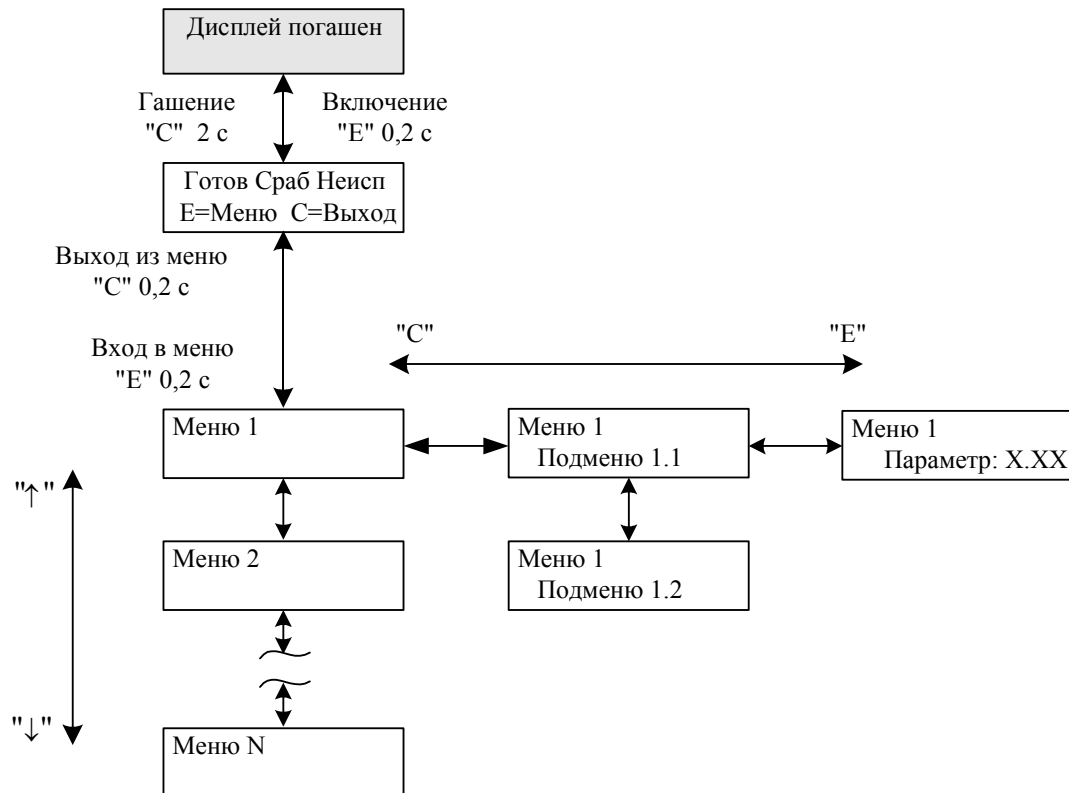 Дисплей погашен
Гашение
"С" 2 с
Включение
"Е" 0,2 с
Готов Сраб Неисп
Е=Меню С=Выход
Выход из меню
"С" 0,2 с
Вход в меню
"Е" 0,2 с
"С"
"Е"
Меню 1
Меню 1
Подменю 1.1
Меню 1
Параметр: Х.ХХ
"↑"
Меню 2
Меню 1
Подменю 1.2
"↓"
Меню N